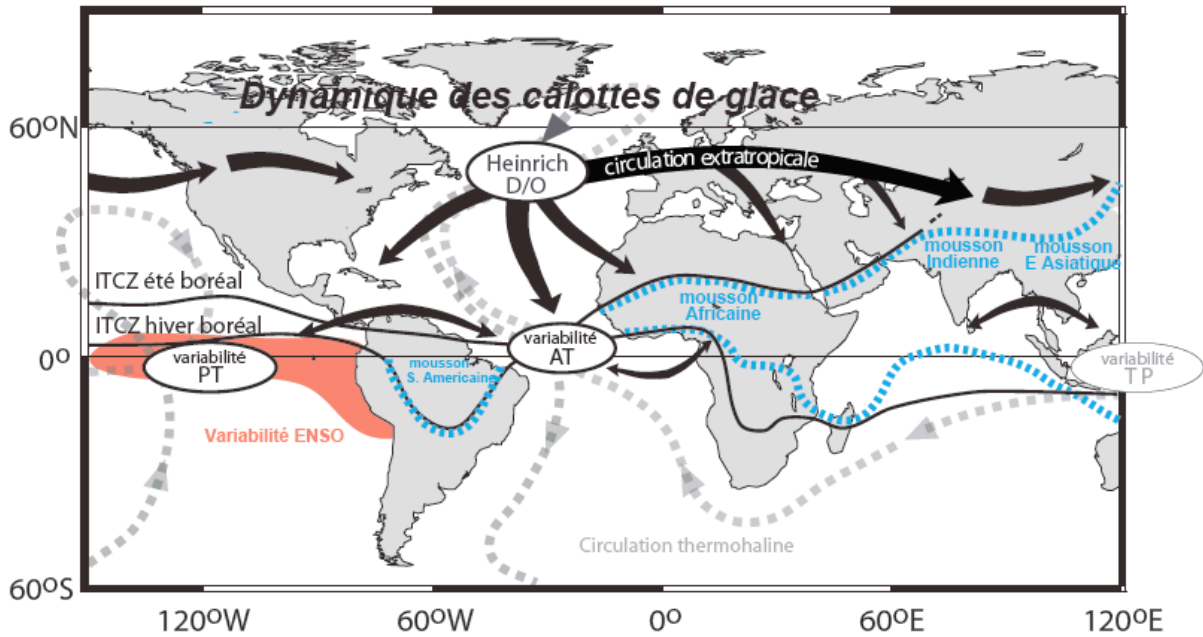 Dynamique des calottes de glace
60ºN
Heinrich
D/O
circulation extratropicale
mousson
Indienne
mousson
E Asiatique
ITCZ été boréal
mousson
Africaine
ITCZ hiver boréal
0º
variabilité
PT
mousson
S. Americaine
variabilité
AT
variabilité
T P
Variabilité ENSO
Circulation thermohaline
60ºS
120ºW
60ºW
0º
60ºE
120ºE